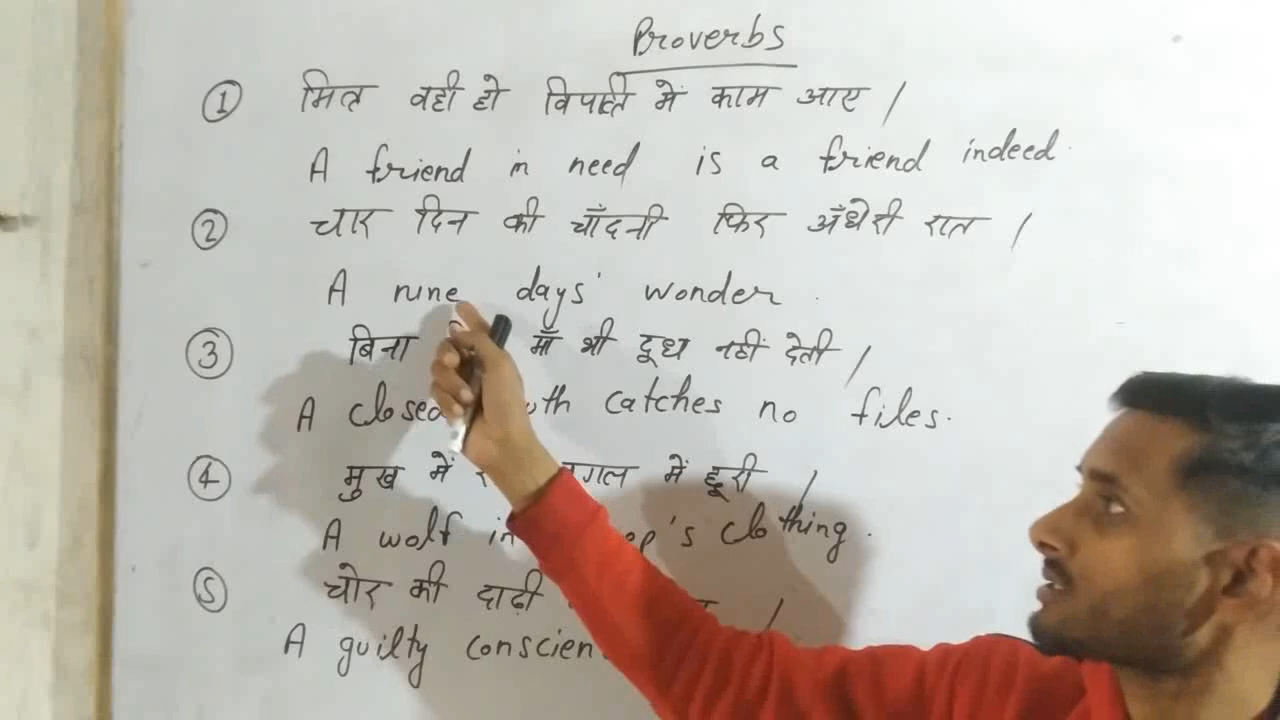 Proverbs
① मित्र वही हो विपत्ति में काम आए /
A friend in need is a friend indeed.
② चार दिन की चाँदनी फिर अँधेरी रात /
A nine days' wonder.
③ बिना माँ भी दूध नहीं देती /
A closed catches no files.
④ मुख में में छूरी /
A wolf in clothing.
⑤ चोर की दाढ़ी /
A guilty